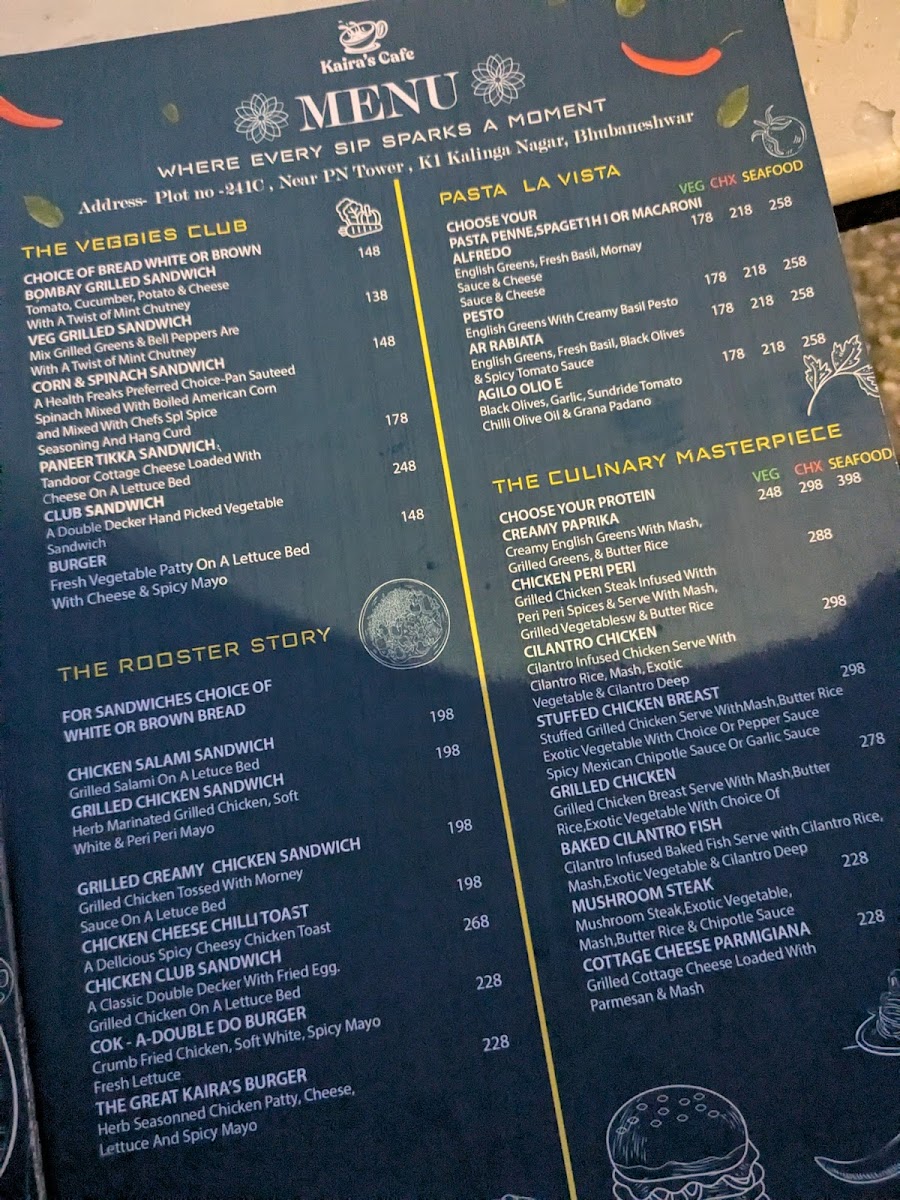 Kaira's Cafe
MENU
WHERE EVERY SIP SPARKS A MOMENT
Address- Plot no -241C , Near PN Tower , K1 Kalinga Nagar, Bhubaneshwar
THE VEGGIES CLUB
CHOICE OF BREAD WHITE OR BROWN
BOMBAY GRILLED SANDWICH 148
Tomato, Cucumber, Potato & Cheese
With A Twist of Mint Chutney
VEG GRILLED SANDWICH 138
Mix Grilled Greens & Bell Peppers Are
With A Twist of Mint Chutney
CORN & SPINACH SANDWICH 148
A Health Freaks Preferred Choice-Pan Sauteed
Spinach Mixed With Boiled American Corn
and Mixed With Chefs Spl Spice
Seasoning And Hang Curd
PANEER TIKKA SANDWICH 178
Tandoor Cottage Cheese Loaded With
Cheese On A Lettuce Bed
CLUB SANDWICH 248
A Double Decker Hand Picked Vegetable
Sandwich
BURGER 148
Fresh Vegetable Patty On A Lettuce Bed
With Cheese & Spicy Mayo
THE ROOSTER STORY
FOR SANDWICHES CHOICE OF
WHITE OR BROWN BREAD
CHICKEN SALAMI SANDWICH 198
Grilled Salami On A Letuce Bed
GRILLED CHICKEN SANDWICH 198
Herb Marinated Grilled Chicken, Soft
White & Peri Peri Mayo
GRILLED CREAMY CHICKEN SANDWICH 198
Grilled Chicken Tossed With Morney
Sauce On A Letuce Bed
CHICKEN CHEESE CHILLI TOAST 198
A Dellcious Spicy Cheesy Chicken Toast
CHICKEN CLUB SANDWICH 268
A Classic Double Decker With Fried Egg.
Grilled Chicken On A Lettuce Bed
COK - A-DOUBLE DO BURGER 228
Crumb Fried Chicken, Soft White, Spicy Mayo
Fresh Lettuce
THE GREAT KAIRA'S BURGER 228
Herb Seasonned Chicken Patty, Cheese,
Lettuce And Spicy Mayo
PASTA LA VISTA
VEG CHX SEAFOOD
CHOOSE YOUR
PASTA PENNE,SPAGET1H1 OR MACARONI
ALFREDO 178 218 258
English Greens, Fresh Basil, Mornay
Sauce & Cheese
Sauce & Cheese
PESTO 178 218 258
English Greens With Creamy Basil Pesto
AR RABIATA 178 218 258
English Greens, Fresh Basil, Black Olives
& Spicy Tomato Sauce
AGILO OLIO E 178 218 258
Black Olives, Garlic, Sundride Tomato
Chilli Olive Oil & Grana Padano
THE CULINARY MASTERPIECE
VEG CHX SEAFOOD
CHOOSE YOUR PROTEIN
CREAMY PAPRIKA 248 298 398
Creamy English Greens With Mash,
Grilled Greens, & Butter Rice
CHICKEN PERI PERI 288
Grilled Chicken Steak Infused Witth
Peri Peri Spices & Serve With Mash,
Grilled Vegetablesw & Butter Rice
CILANTRO CHICKEN 298
Cilantro Infused Chicken Serve With
Cilantro Rice, Mash, Exotic
Vegetable & Cilantro Deep
STUFFED CHICKEN BREAST 298
Stuffed Grilled Chicken Serve WithMash,Butter Rice
Exotic Vegetable With Choice Or Pepper Sauce
Spicy Mexican Chipotle Sauce Or Garlic Sauce
GRILLED CHICKEN 278
Grilled Chicken Breast Serve With Mash,Butter
Rice,Exotic Vegetable With Choice Of
BAKED CILANTRO FISH
Cilantro Infused Baked Fish Serve with Cilantro Rice,
Mash,Exotic Vegetable & Cilantro Deep
MUSHROOM STEAK 228
Mushroom Steak,Exotic Vegetable,
Mash,Butter Rice & Chipotle Sauce
COTTAGE CHEESE PARMIGIANA 228
Grilled Cottage Cheese Loaded With
Parmesan & Mash